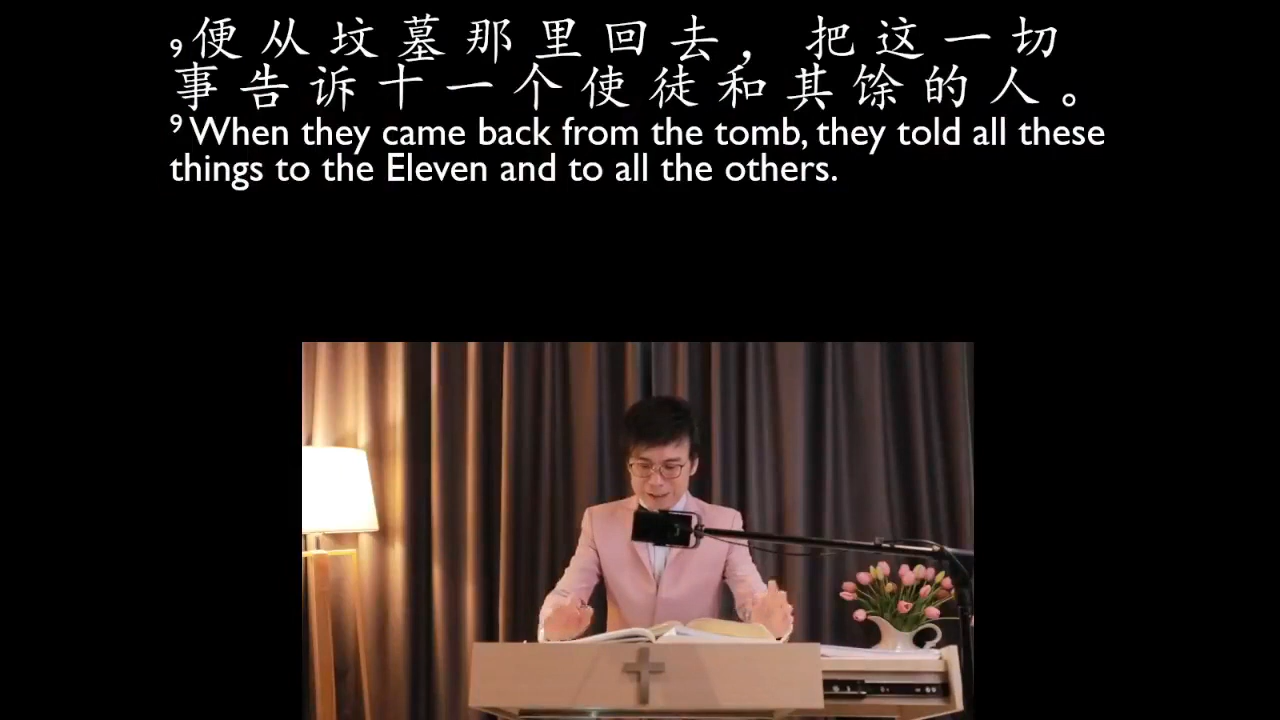 9便从坟墓那里回去，把这一切
事告诉十一个使徒和其馀的人。
9 When they came back from the tomb, they told all these
things to the Eleven and to all the others.